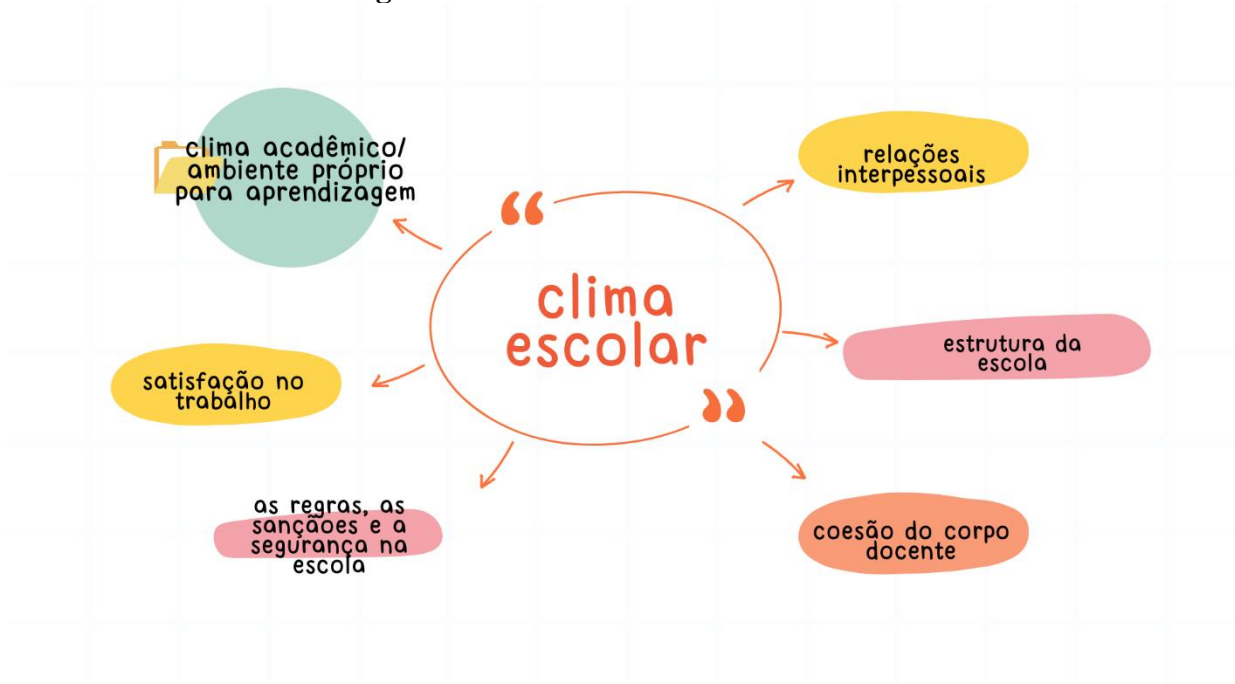 clima acadêmico/
ambiente próprio
para aprendizagem
relações
interpessoais
“
clima
escolar
”
estrutura da
escola
satisfação no
trabalho
as regras, as
sançãoes e a
segurança na
escola
coesão do corpo
docente